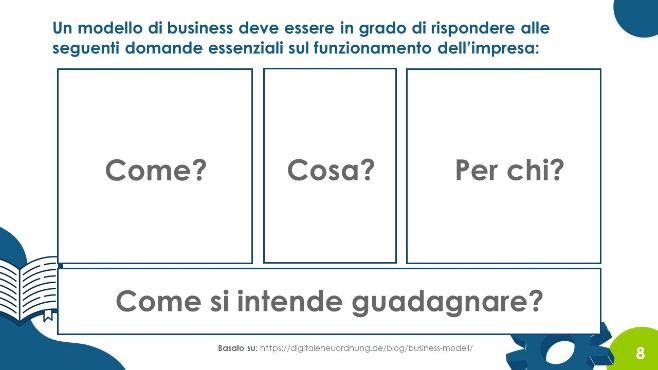 Un modello di business deve essere in grado di rispondere alle
seguenti domande essenziali sul funzionamento dell'impresa:
Come?
Cosa?
Per chi?
Come si intende guadagnare?
Basato su: https://digitaleneuordnung.de/blog/business-modell/
8